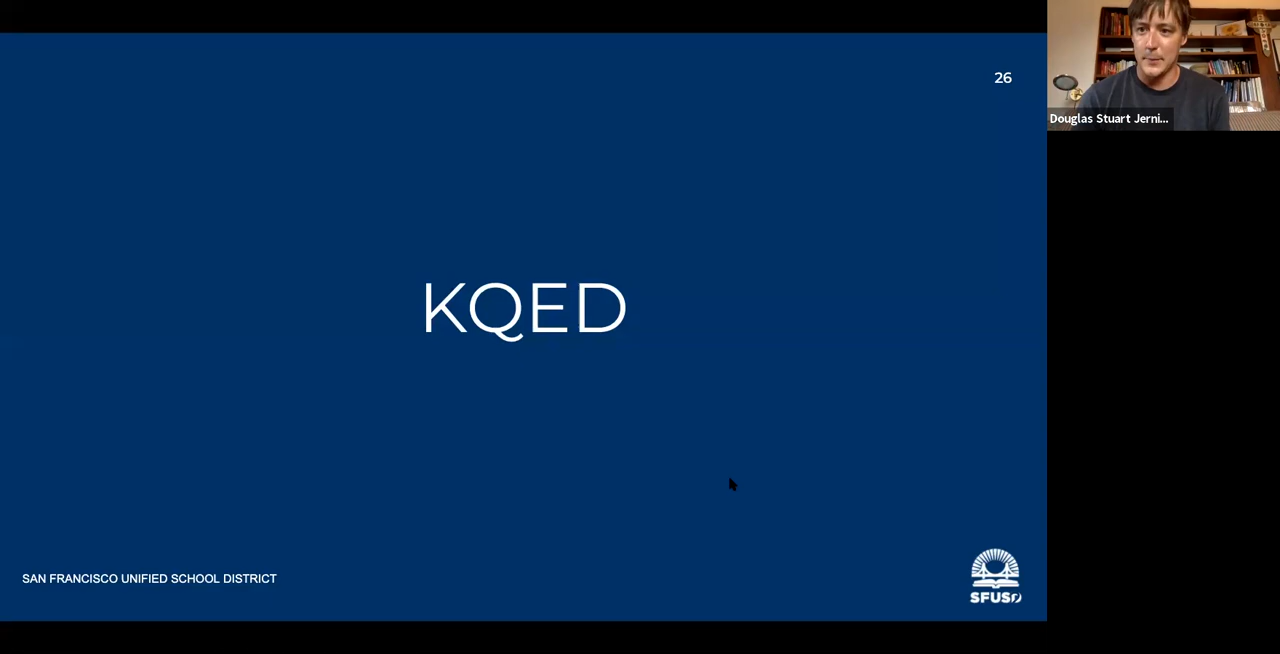 26
Douglas Stuart Jerni...
KQED
SAN FRANCISCO UNIFIED SCHOOL DISTRICT
SFUSD